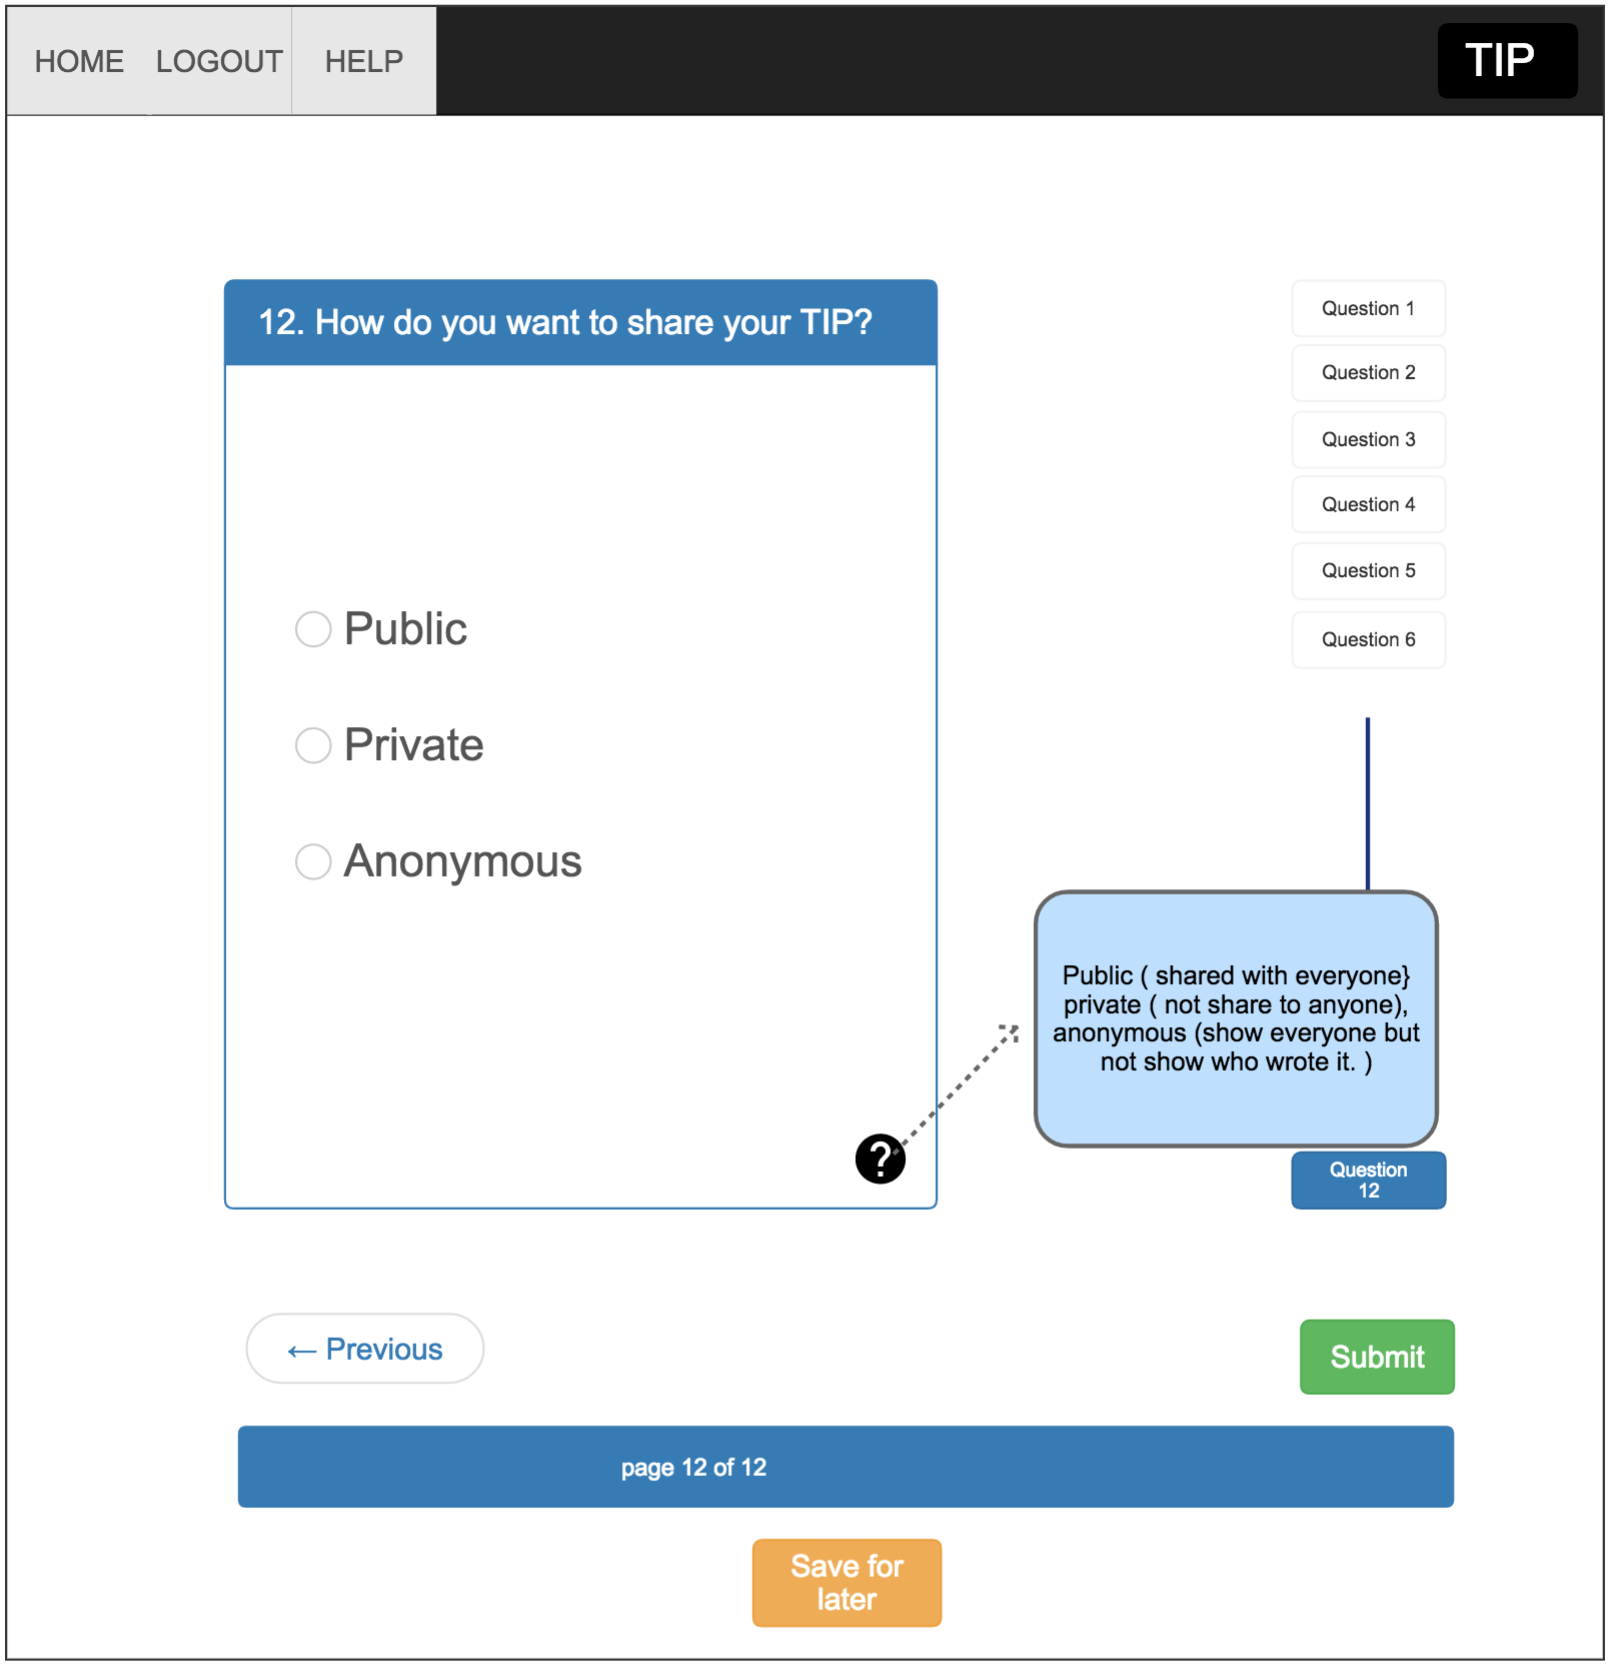 HOME LOGOUT HELP TIP
12. How do you want to share your TIP?
Public
Private
Anonymous
?
Question 1
Question 2
Question 3
Question 4
Question 5
Question 6
Public ( shared with everyone}
private ( not share to anyone),
anonymous (show everyone but
not show who wrote it. )
Question
12
← Previous
Submit
page 12 of 12
Save for
later